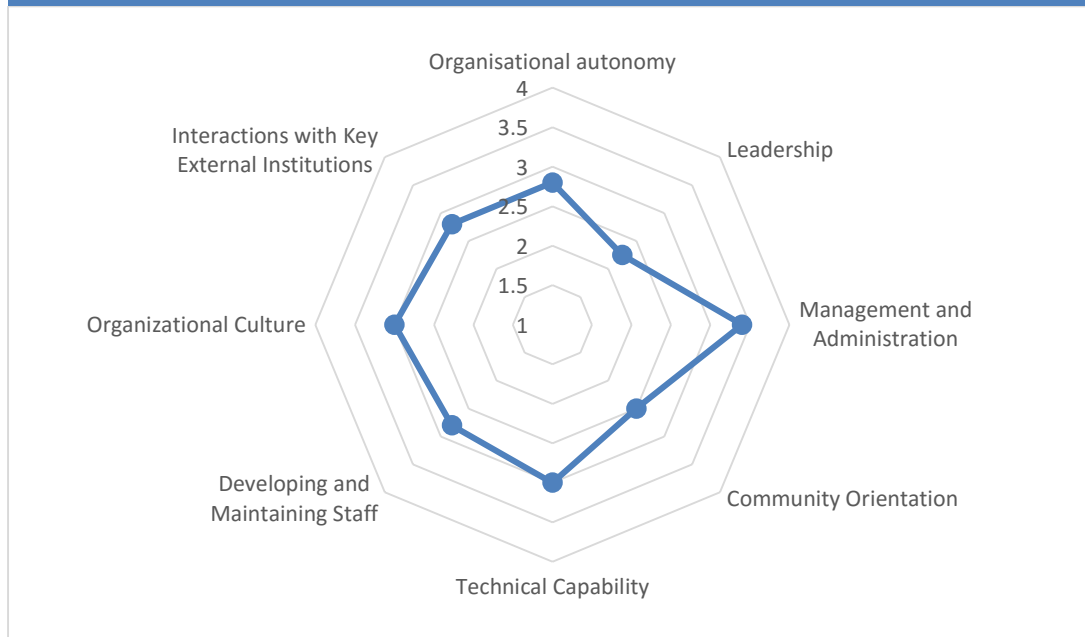 Organisational autonomy
4
3.5
3
2.5
2
1.5
1
Leadership
Management and
Administration
Community Orientation
Technical Capability
Developing and
Maintaining Staff
Organizational Culture
Interactions with Key
External Institutions